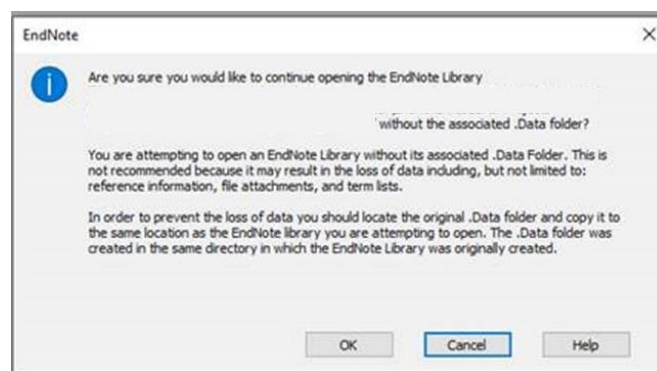 EndNote
Are you sure you would like to continue opening the EndNote Library
without the associated .Data folder?
You are attempting to open an EndNote Library without its associated .Data Folder. This is
not recommended because it may result in the loss of data including, but not limited to:
reference information, file attachments, and term lists.
In order to prevent the loss of data you should locate the original .Data folder and copy it to
the same location as the EndNote library you are attempting to open. The .Data folder was
created in the same directory in which the EndNote Library was originally created.
OK Cancel Help